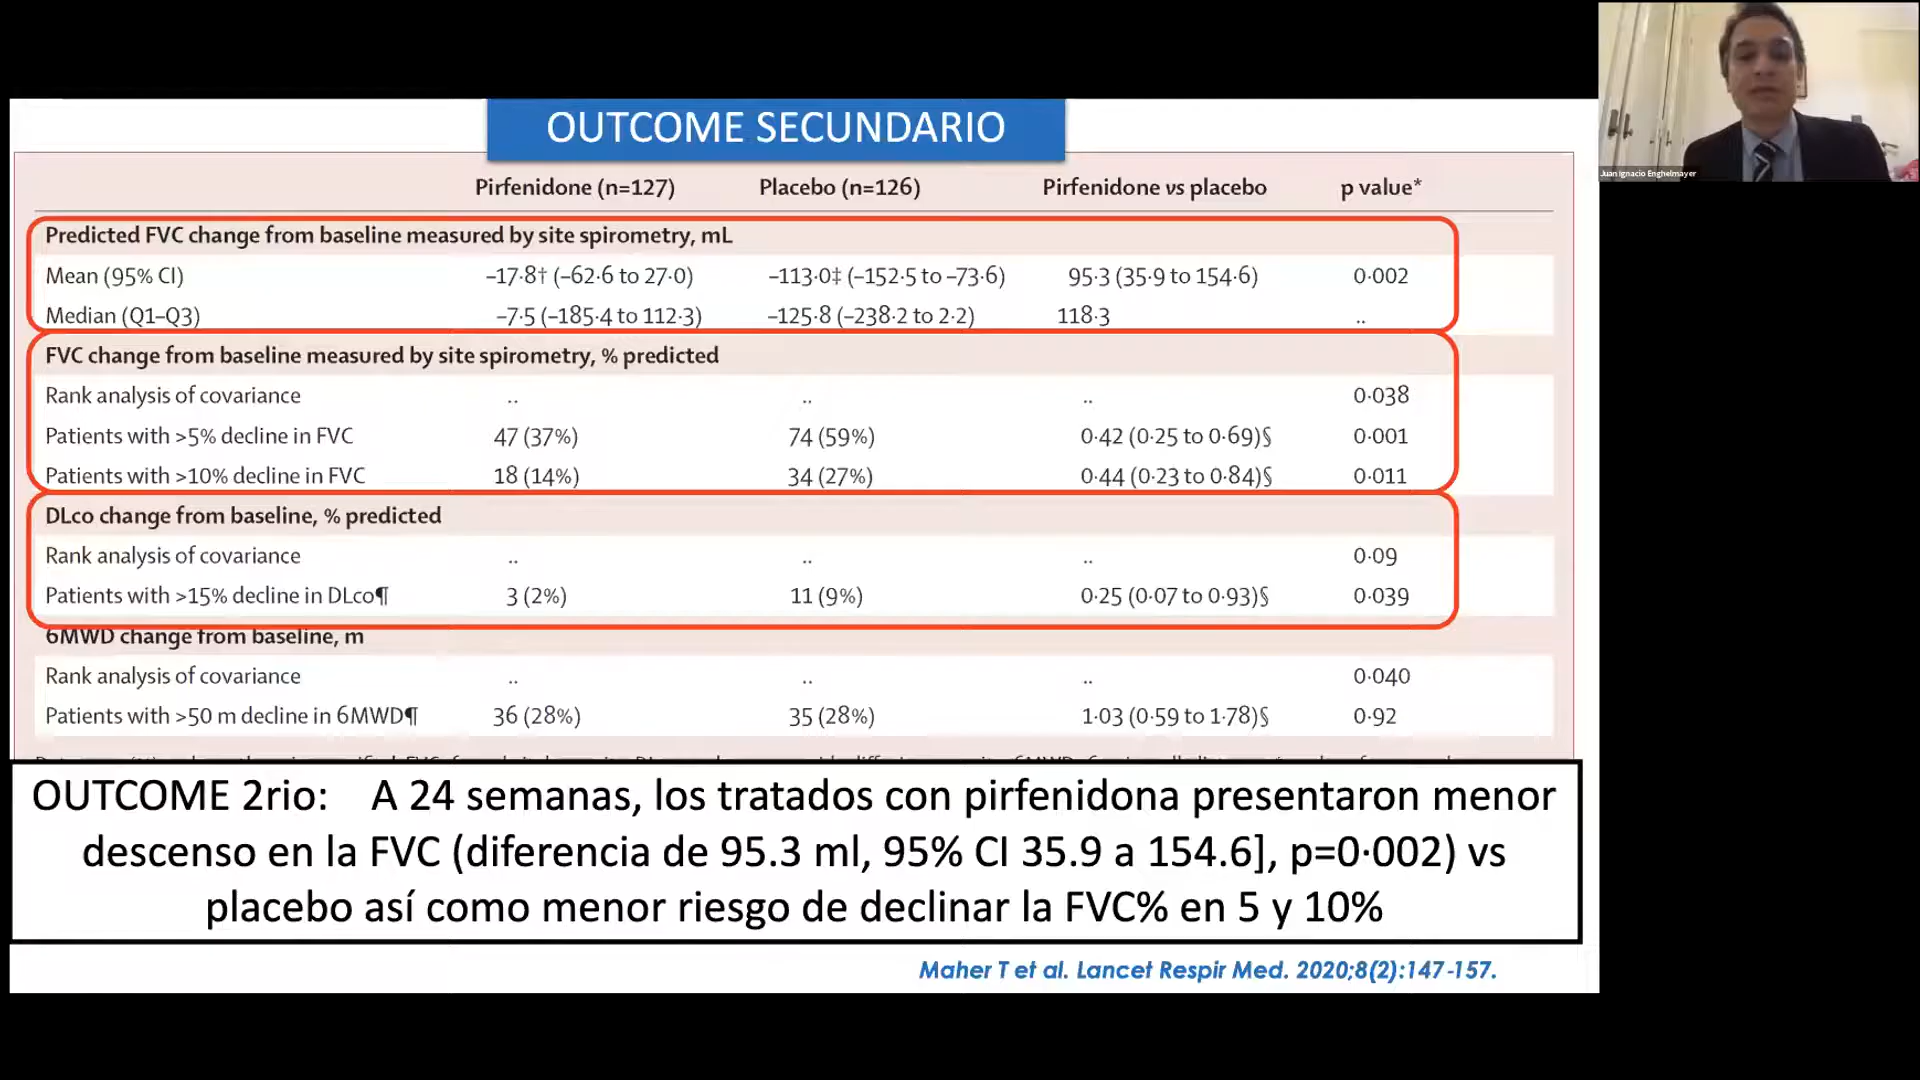 OUTCOME SECUNDARIO
Juan Ignacio Enghelmayer
Pirfenidone (n=127) Placebo (n=126) Pirfenidone vs placebo p value*
Predicted FVC change from baseline measured by site spirometry, mL
Mean (95% CI) –17·8† (–62·6 to 27·0) –113·0‡ (–152·5 to –73·6) 95·3 (35·9 to 154·6) 0·002
Median (Q1–Q3) –7·5 (–185·4 to 112·3) –125·8 (–238·2 to 2·2) 118·3 ..
FVC change from baseline measured by site spirometry, % predicted
Rank analysis of covariance .. .. .. 0·038
Patients with >5% decline in FVC 47 (37%) 74 (59%) 0·42 (0·25 to 0·69)§ 0·001
Patients with >10% decline in FVC 18 (14%) 34 (27%) 0·44 (0·23 to 0·84)§ 0·011
DLco change from baseline, % predicted
Rank analysis of covariance .. .. .. 0·09
Patients with >15% decline in DLco¶ 3 (2%) 11 (9%) 0·25 (0·07 to 0·93)§ 0·039
6MWD change from baseline, m
Rank analysis of covariance .. .. .. 0·040
Patients with >50 m decline in 6MWD¶ 36 (28%) 35 (28%) 1·03 (0·59 to 1·78)§ 0·92
OUTCOME 2rio: A 24 semanas, los tratados con pirfenidona presentaron menor
descenso en la FVC (diferencia de 95.3 ml, 95% CI 35.9 a 154.6], p=0·002) vs
placebo así como menor riesgo de declinar la FVC% en 5 y 10%
Maher T et al. Lancet Respir Med. 2020;8(2):147-157.